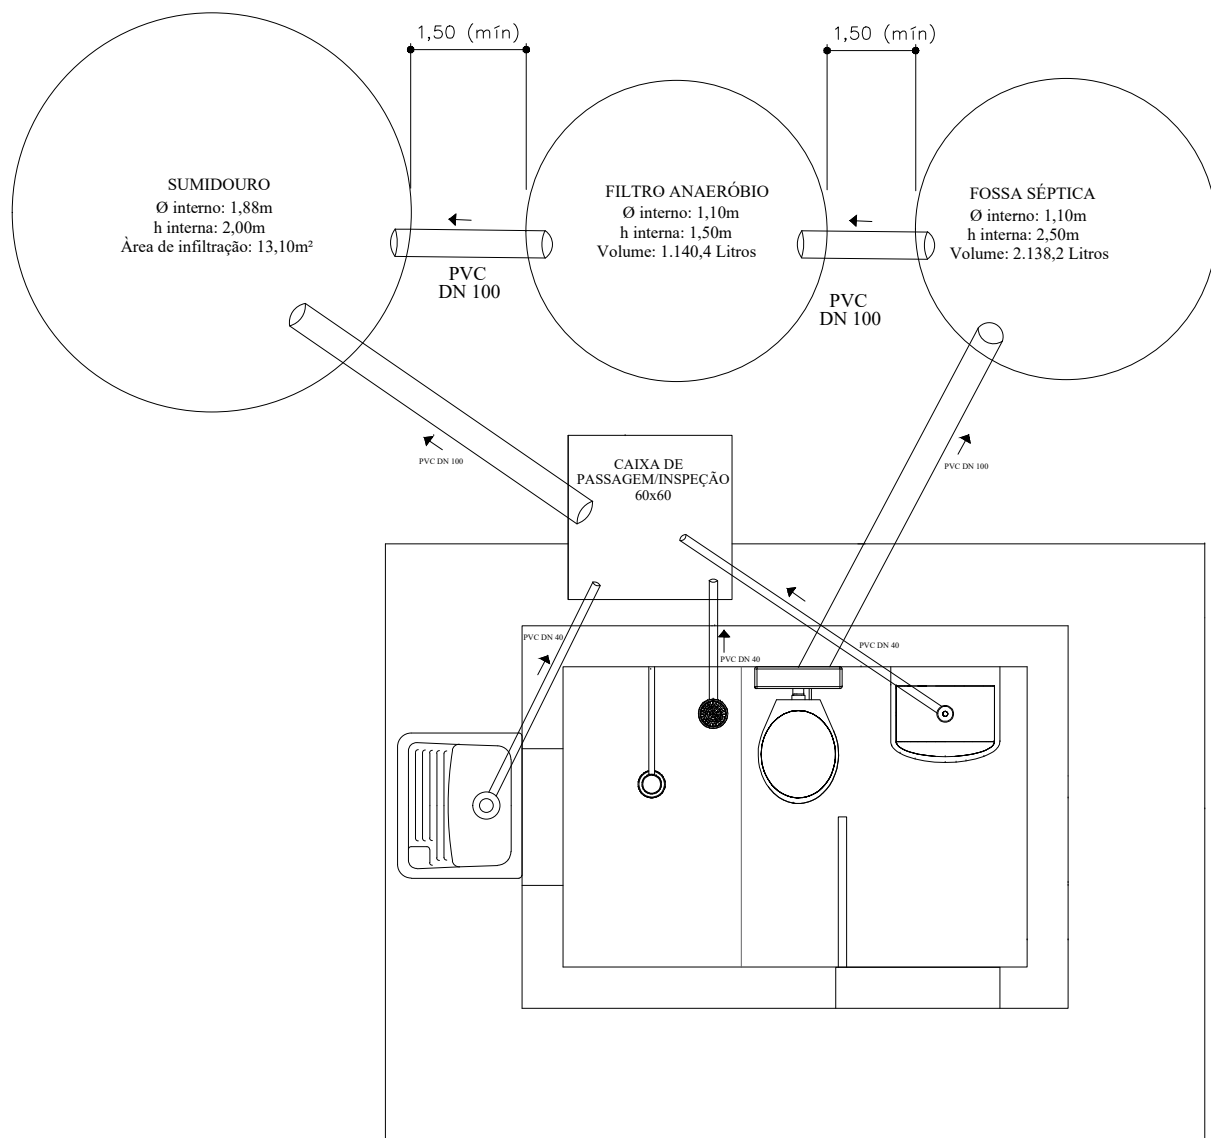 1,50 (mín)
1,50 (mín)
SUMIDOURO
Ø interno: 1,88m
h interna: 2,00m
Àrea de infiltração: 13,10m²
FILTRO ANAERÓBIO
Ø interno: 1,10m
h interna: 1,50m
Volume: 1.140,4 Litros
FOSSA SÉPTICA
Ø interno: 1,10m
h interna: 2,50m
Volume: 2.138,2 Litros
PVC
DN 100
PVC
DN 100
PVC DN 100
CAIXA DE
PASSAGEM/INSPEÇÃO
60x60
PVC DN 100
PVC DN 40
PVC DN 40
PVC DN 40